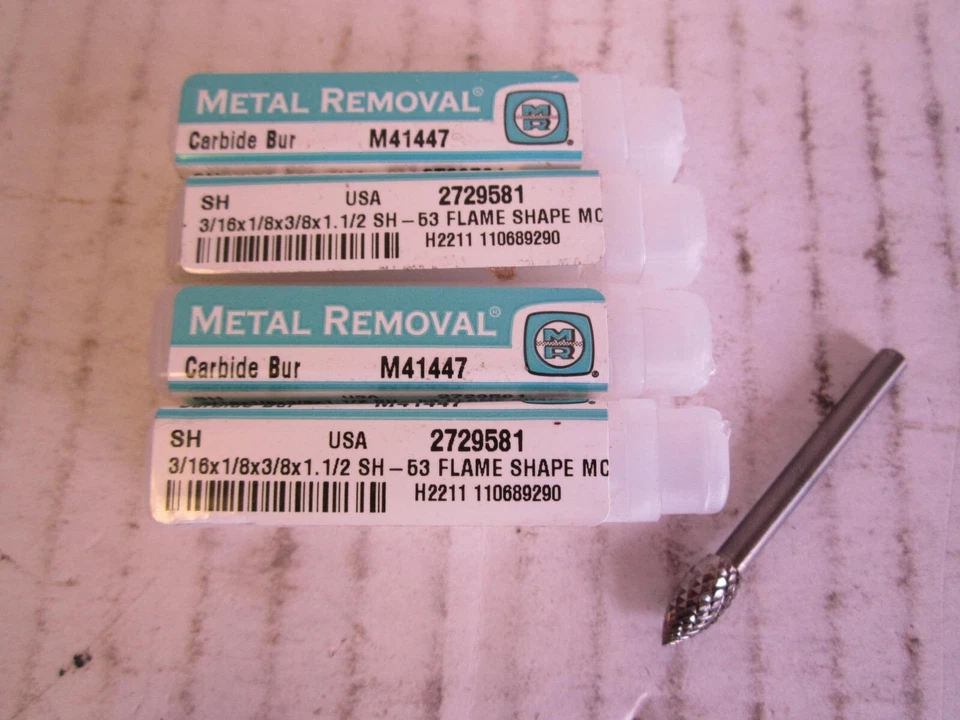 METAL REMOVAL®
MR
®
Carbide Bur M41447
SH USA 2729581
3/16x1/8x3/8x1.1/2 SH-53 FLAME SHAPE MC
H2211 110689290
METAL REMOVAL®
MR
®
Carbide Bur M41447
SH USA 2729581
3/16x1/8x3/8x1.1/2 SH-53 FLAME SHAPE MC
H2211 110689290